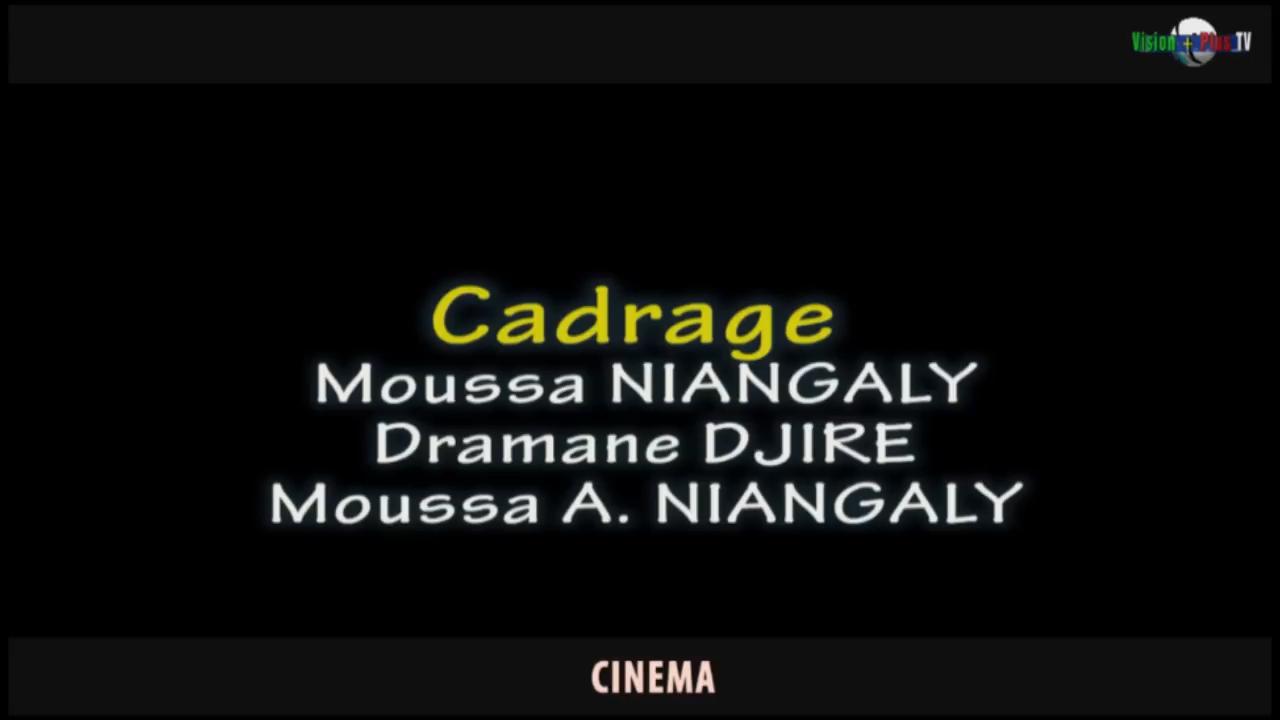 Vision + Plus TV
Cadrage
Moussa NIANGALY
Dramane DJIRE
Moussa A. NIANGALY
CINEMA